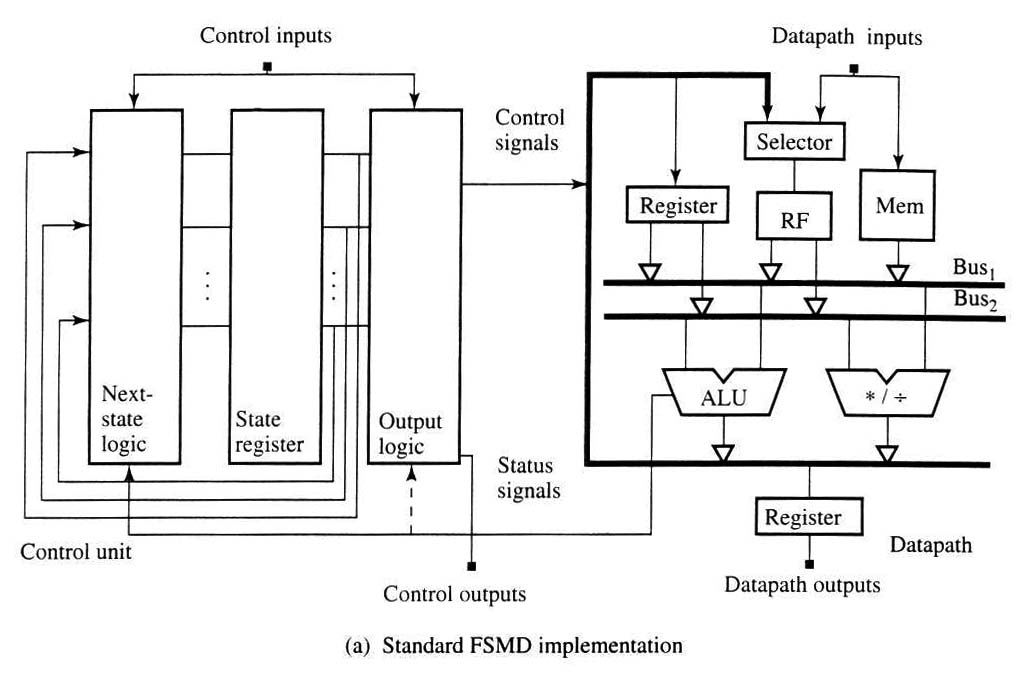 Control inputs
Datapath inputs
Control
signals
Selector
Register
RF
Mem
Bus₁
Bus₂
. . .
. . .
ALU
* / ÷
Next-
state
logic
State
register
Output
logic
Status
signals
Register
Control unit
Datapath
Control outputs
Datapath outputs
(a) Standard FSMD implementation